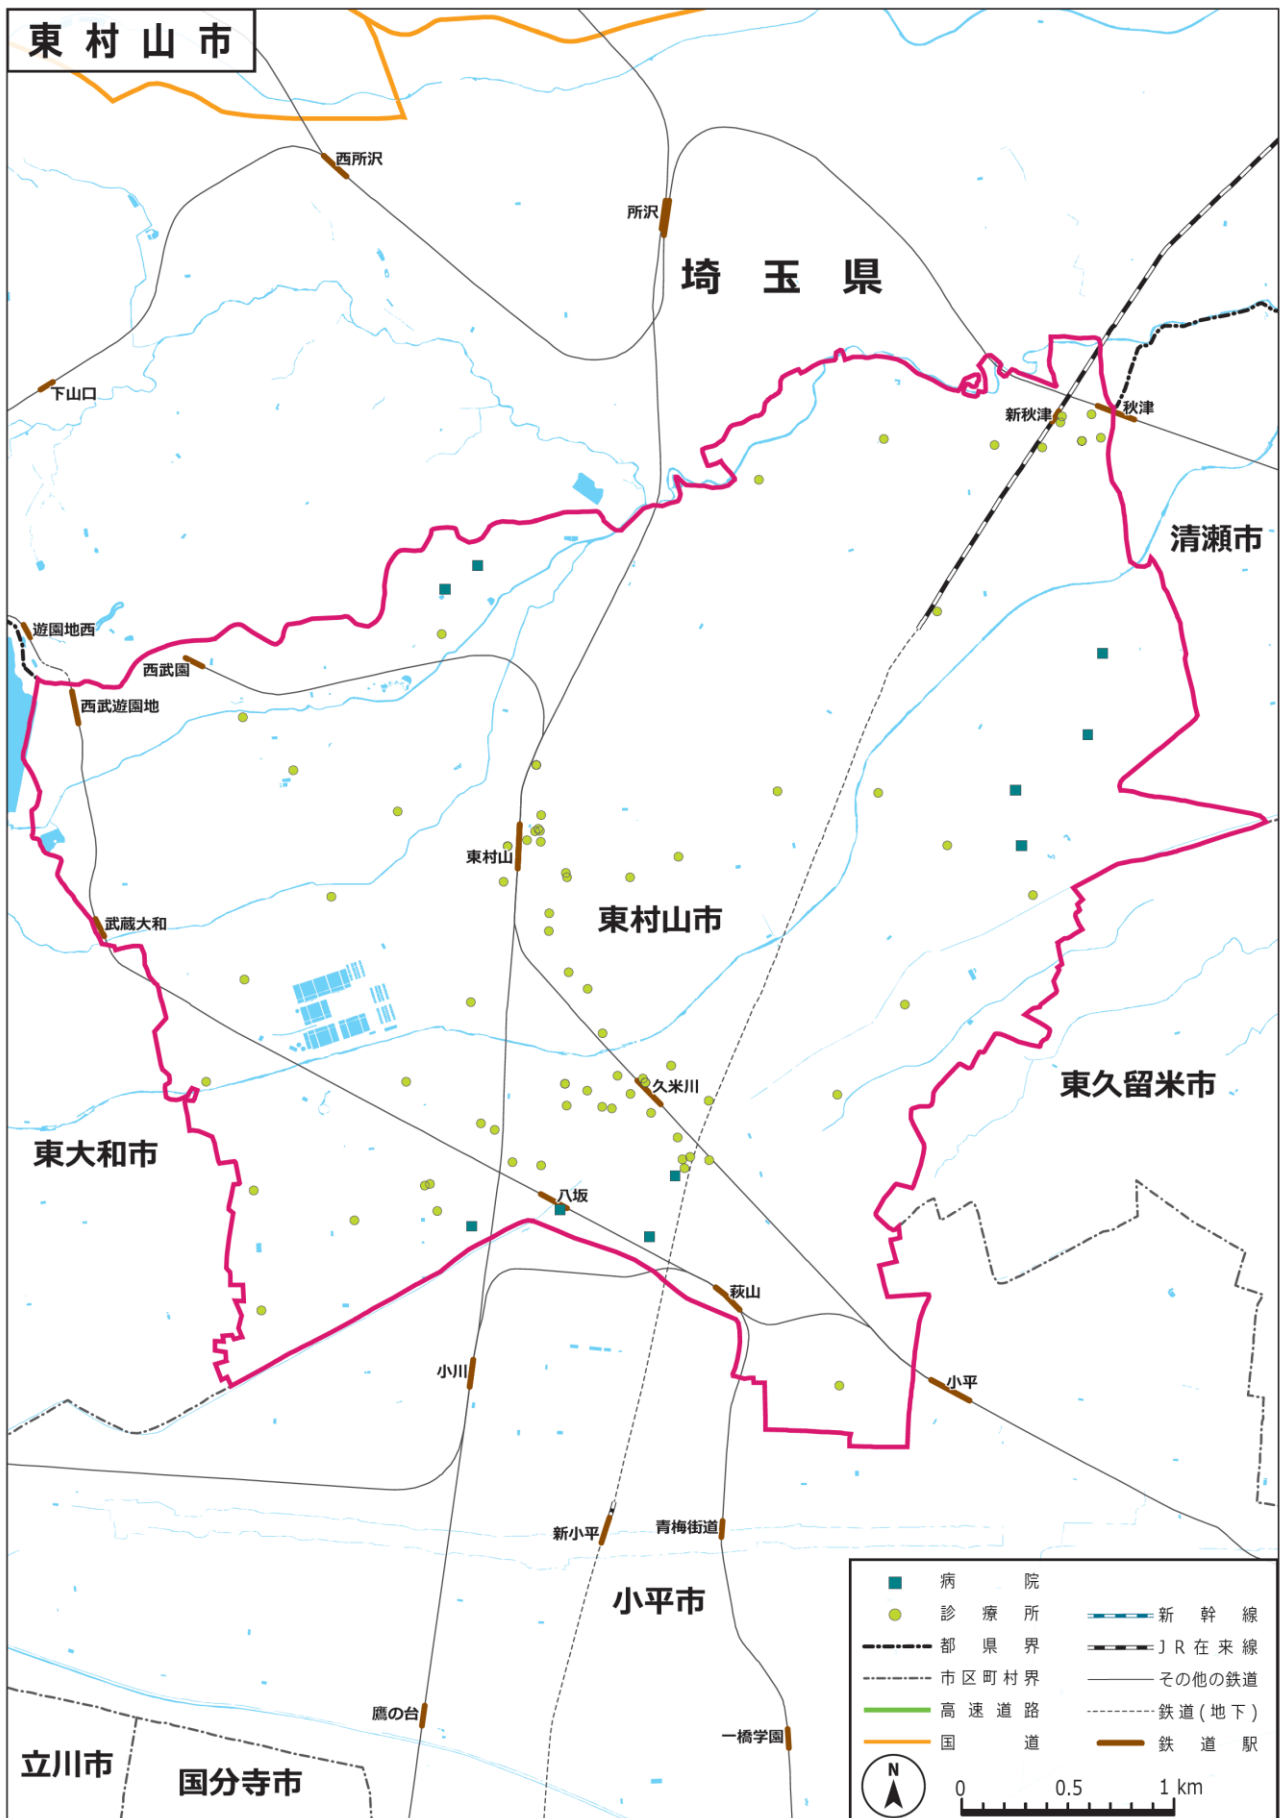 東村山市
西所沢
所沢
埼玉県
下山口
新秋津
秋津
清瀬市
遊園地西
西武園
西武遊園地
東村山
東村山市
武蔵大和
久米川
東久留米市
東大和市
八坂
萩山
小川
小平
新小平
青梅街道
小平市
鷹の台
一橋学園
立川市
国分寺市
病院
診療所
都県界
市区町村界
高速道路
国道
新幹線
JR在来線
その他の鉄道
鉄道(地下)
鉄道駅
N
0 0.5 1 km